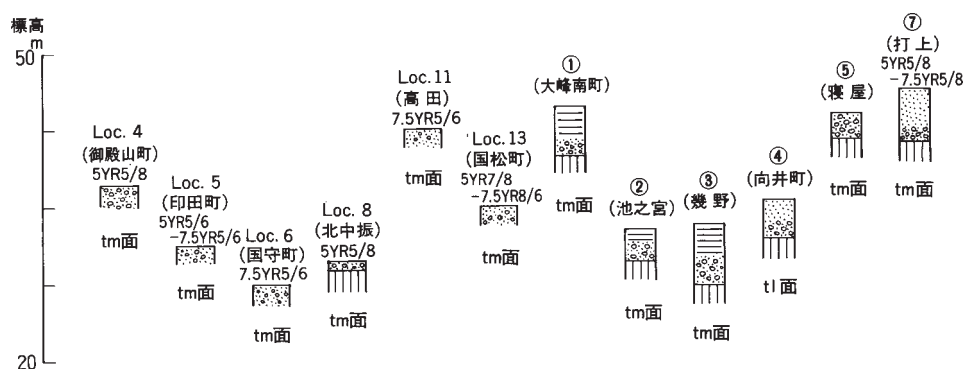 標高
m
50
20
Loc. 4
(御殿山町)
5YR5/8
tm面
Loc. 5
(印田町)
5YR5/6
-7.5YR5/6
tm面
Loc. 6
(国守町)
7.5YR5/6
tm面
Loc. 8
(北中振)
5YR5/8
tm面
Loc. 11
(高田)
7.5YR5/6
tm面
Loc. 13
(国松町)
5YR7/8
-7.5YR8/6
tm面
①
(大峰南町)
tm面
②
(池之宮)
tm面
③
(幾野)
tm面
④
(向井町)
tl面
⑤
(寝屋)
tm面
⑦
(打上)
5YR5/8
-7.5YR5/8
tm面